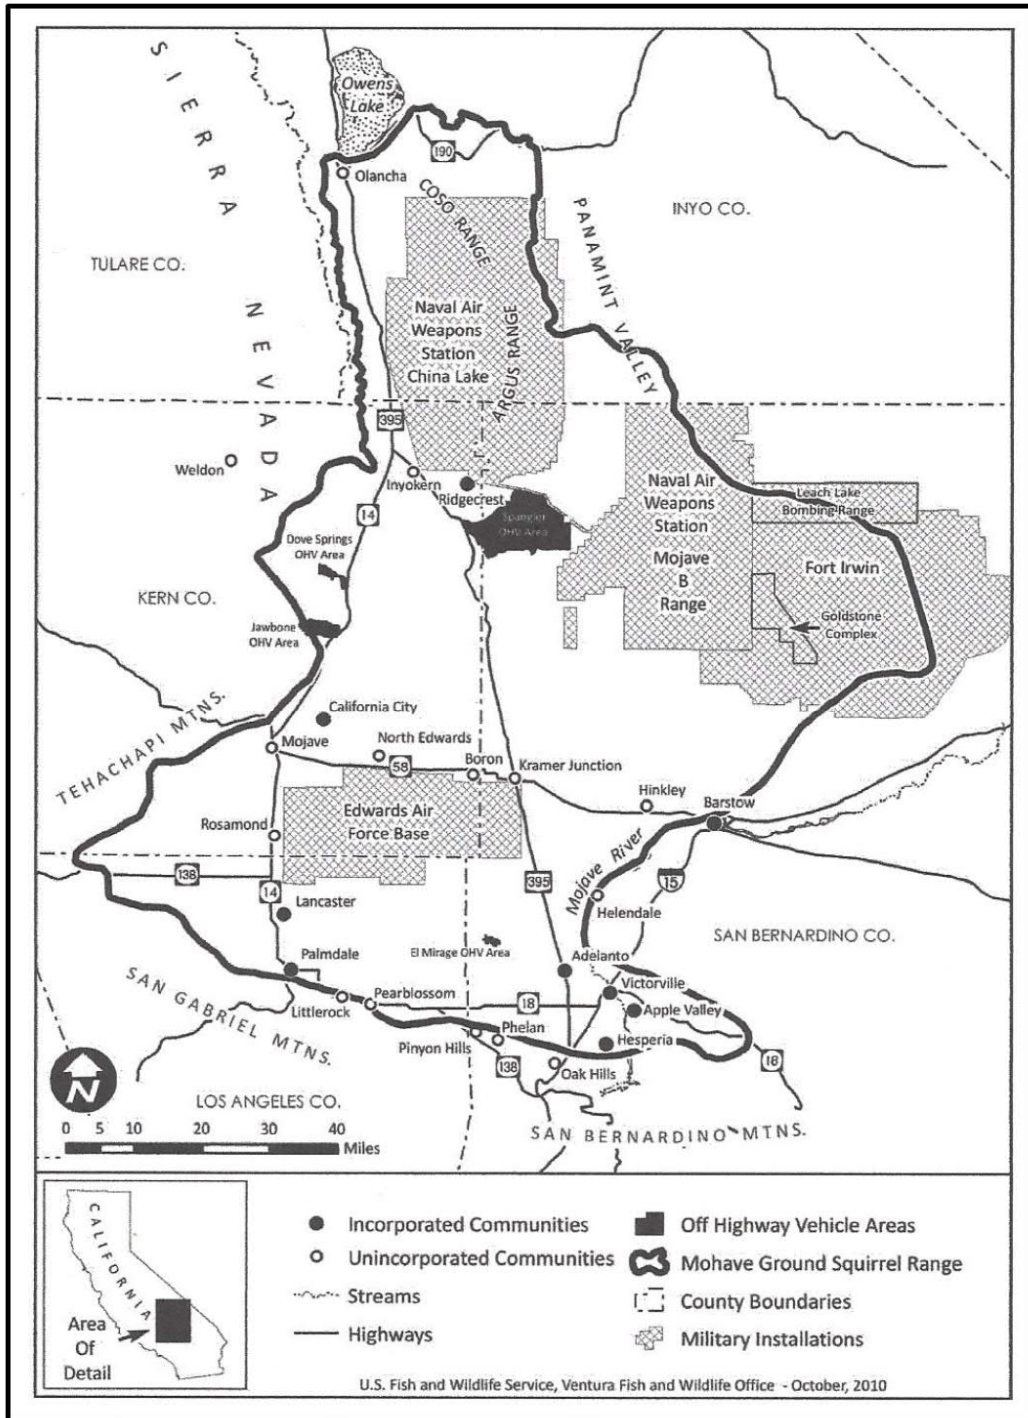 SIERRA
NEVADA
Owens
Lake
190
Olancha
COSO RANGE
PANAMINT VALLEY
INYO CO.
TULARE CO.
Naval Air
Weapons
Station
China Lake
ARGUS RANGE
395
Weldon
Inyokern
Ridgecrest
14
Spangler
OHV Area
Naval Air
Weapons
Station
Mojave
B
Range
Leach Lake
Bombing Range
Dove Springs
OHV Area
Fort Irwin
KERN CO.
Goldstone
Complex
Jawbone
OHV Area
TEHACHAPI MTNS.
California City
Mojave
North Edwards
58
Boron
Kramer Junction
Hinkley
Barstow
Edwards Air
Force Base
Rosamond
Mojave River
138
14
395
15
Lancaster
Helendale
SAN BERNARDINO CO.
El Mirage OHV Area
Adelanto
Palmdale
Victorville
SAN GABRIEL MTNS.
Littlerock
Pearblossom
18
Apple Valley
Phelan
Pinyon Hills
Hesperia
138
Oak Hills
18
N
LOS ANGELES CO.
SAN BERNARDINO MTNS.
0 5 10 20 30 40
Miles
CALIFORNIA
Area
Of
Detail
Incorporated Communities
Unincorporated Communities
Streams
Highways
Off Highway Vehicle Areas
Mohave Ground Squirrel Range
County Boundaries
Military Installations
U.S. Fish and Wildlife Service, Ventura Fish and Wildlife Office - October, 2010